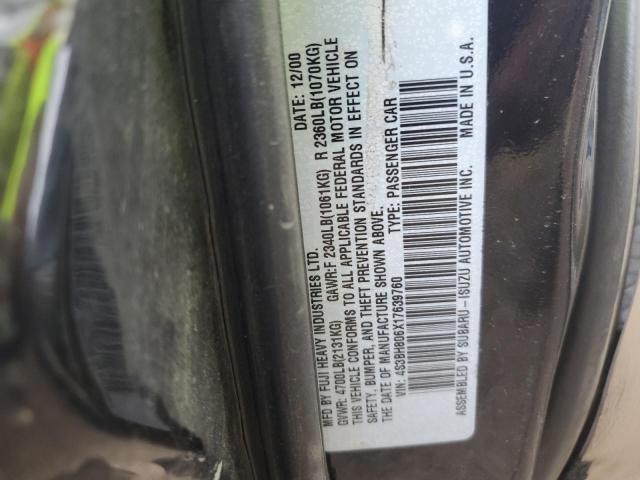 MFD BY FUJI HEAVY INDUSTRIES LTD. DATE: 12/00
GVWR: 4700LB(2131KG) GAWR:F 2340LB(1061KG) R 2360LB(1070KG)
THIS VEHICLE CONFORMS TO ALL APPLICABLE FEDERAL MOTOR VEHICLE
SAFETY, BUMPER, AND THEFT PREVENTION STANDARDS IN EFFECT ON
THE DATE OF MANUFACTURE SHOWN ABOVE.
VIN: 4S3BH806X17639760 TYPE: PASSENGER CAR
ASSEMBLED BY SUBARU-ISUZU AUTOMOTIVE INC. MADE IN U.S.A.